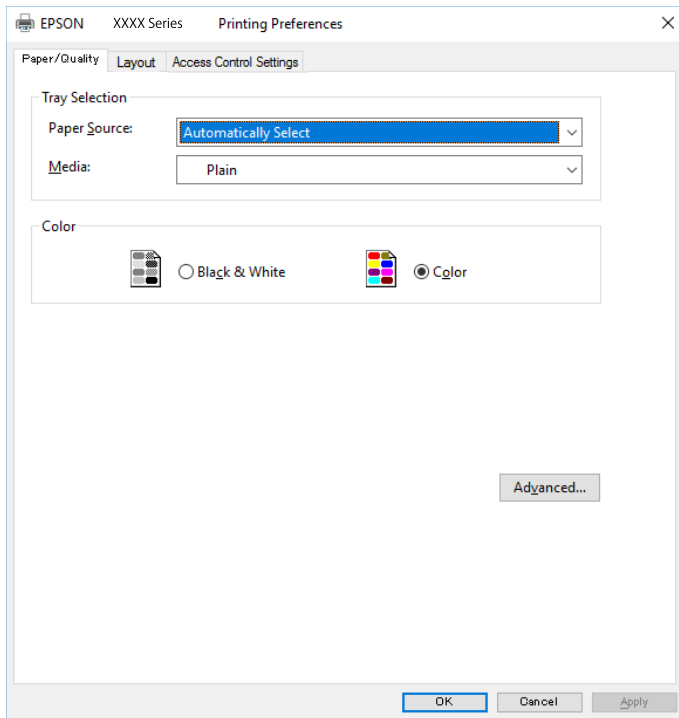 EPSON XXXX Series Printing Preferences
Paper/Quality Layout Access Control Settings
Tray Selection
Paper Source: Automatically Select
Media: Plain
Color
Black & White Color
Advanced...
OK Cancel Apply